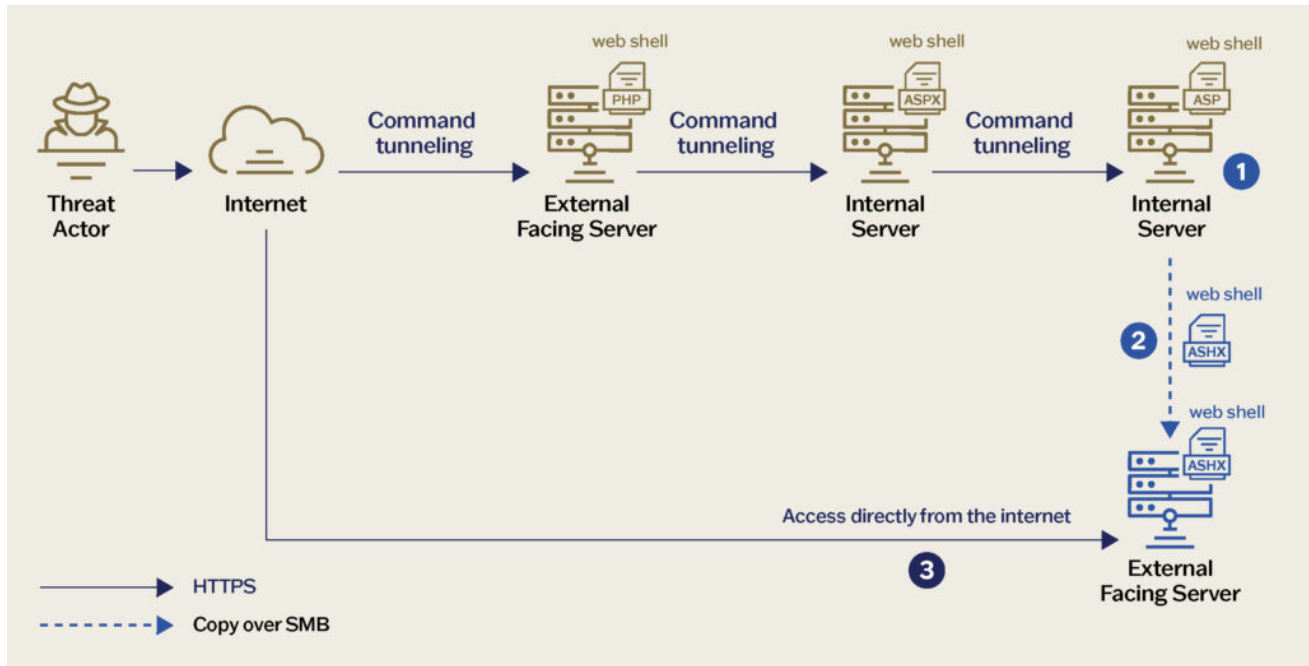 web shell
PHP
web shell
ASPX
web shell
ASP
Command
tunneling
Command
tunneling
Command
tunneling
1
Threat
Actor
Internet
External
Facing Server
Internal
Server
Internal
Server
web shell
2
ASHX
web shell
ASHX
Access directly from the internet
3
External
Facing Server
HTTPS
Copy over SMB